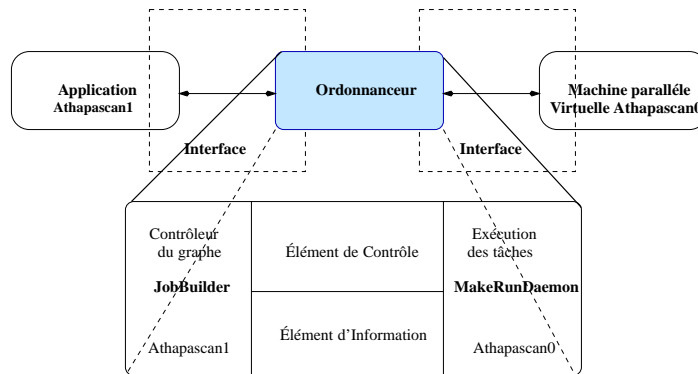 Application
Athapascan1
Ordonnanceur
Machine paralléle
Virtuelle Athapascan0
Interface
Interface
Contrôleur
du graphe
JobBuilder
Athapascan1
Élément de Contrôle
Élément d'Information
Exécution
des tâches
MakeRunDaemon
Athapascan0